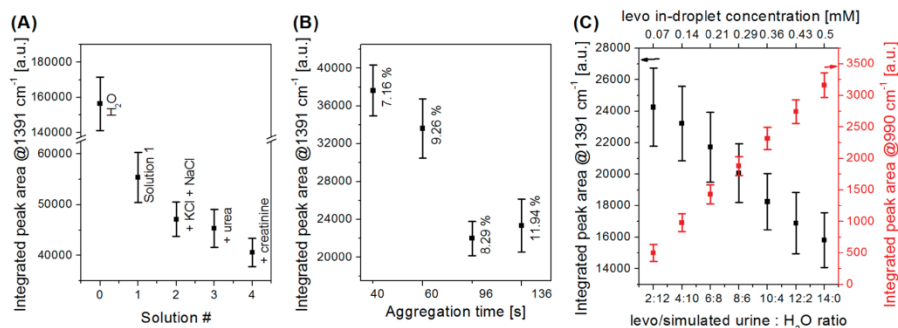 (A)
Integrated peak area @1391 cm⁻¹ [a.u.]
160000
150000
140000
60000
50000
40000
H₂O
Solution 1
+ KCl + NaCl
+ urea
+ creatinine
0 1 2 3 4
Solution #
(B)
Integrated peak area @1391 cm⁻¹ [a.u.]
40000
36000
32000
28000
24000
20000
7.16 %
9.26 %
8.29 %
11.94 %
40 60 96 136
Aggregation time [s]
(C)
levo in-droplet concentration [mM]
0.07 0.14 0.21 0.29 0.36 0.43 0.5
Integrated peak area @1391 cm⁻¹ [a.u.]
28000
26000
24000
22000
20000
18000
16000
14000
3500
3000
2500
2000
1500
1000
500
0
Integrated peak area @990 cm⁻¹ [a.u.]
2:12 4:10 6:8 8:6 10:4 12:2 14:0
levo/simulated urine : H₂O ratio